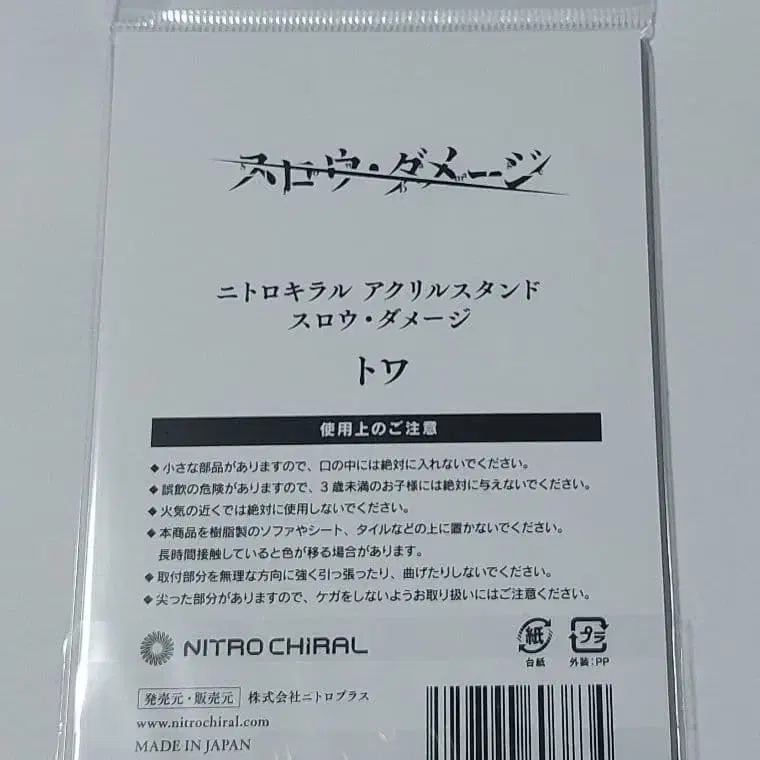 スロウ・ダメージ
ニトロキラル アクリルスタンド
スロウ・ダメージ
トワ
使用上のご注意
◆小さな部品がありますので、口の中には絶対に入れないでください。
◆誤飲の危険がありますので、3歳未満のお子様には絶対に与えないでください。
◆火気の近くでは絶対に使用しないでください。
◆本商品を樹脂製のソファやシート、タイルなどの上に置かないでください。
長時間接触していると色が移る場合があります。
◆取付部分を無理な方向に強く引っ張ったり、曲げたりしないでください。
◆尖った部分がありますので、ケガをしないようお取り扱いにはご注意ください。
NITRO CHiRAL
紙 プラ
台紙 外装:PP
発売元・販売元 株式会社ニトロプラス
www.nitrochiral.com
MADE IN JAPAN